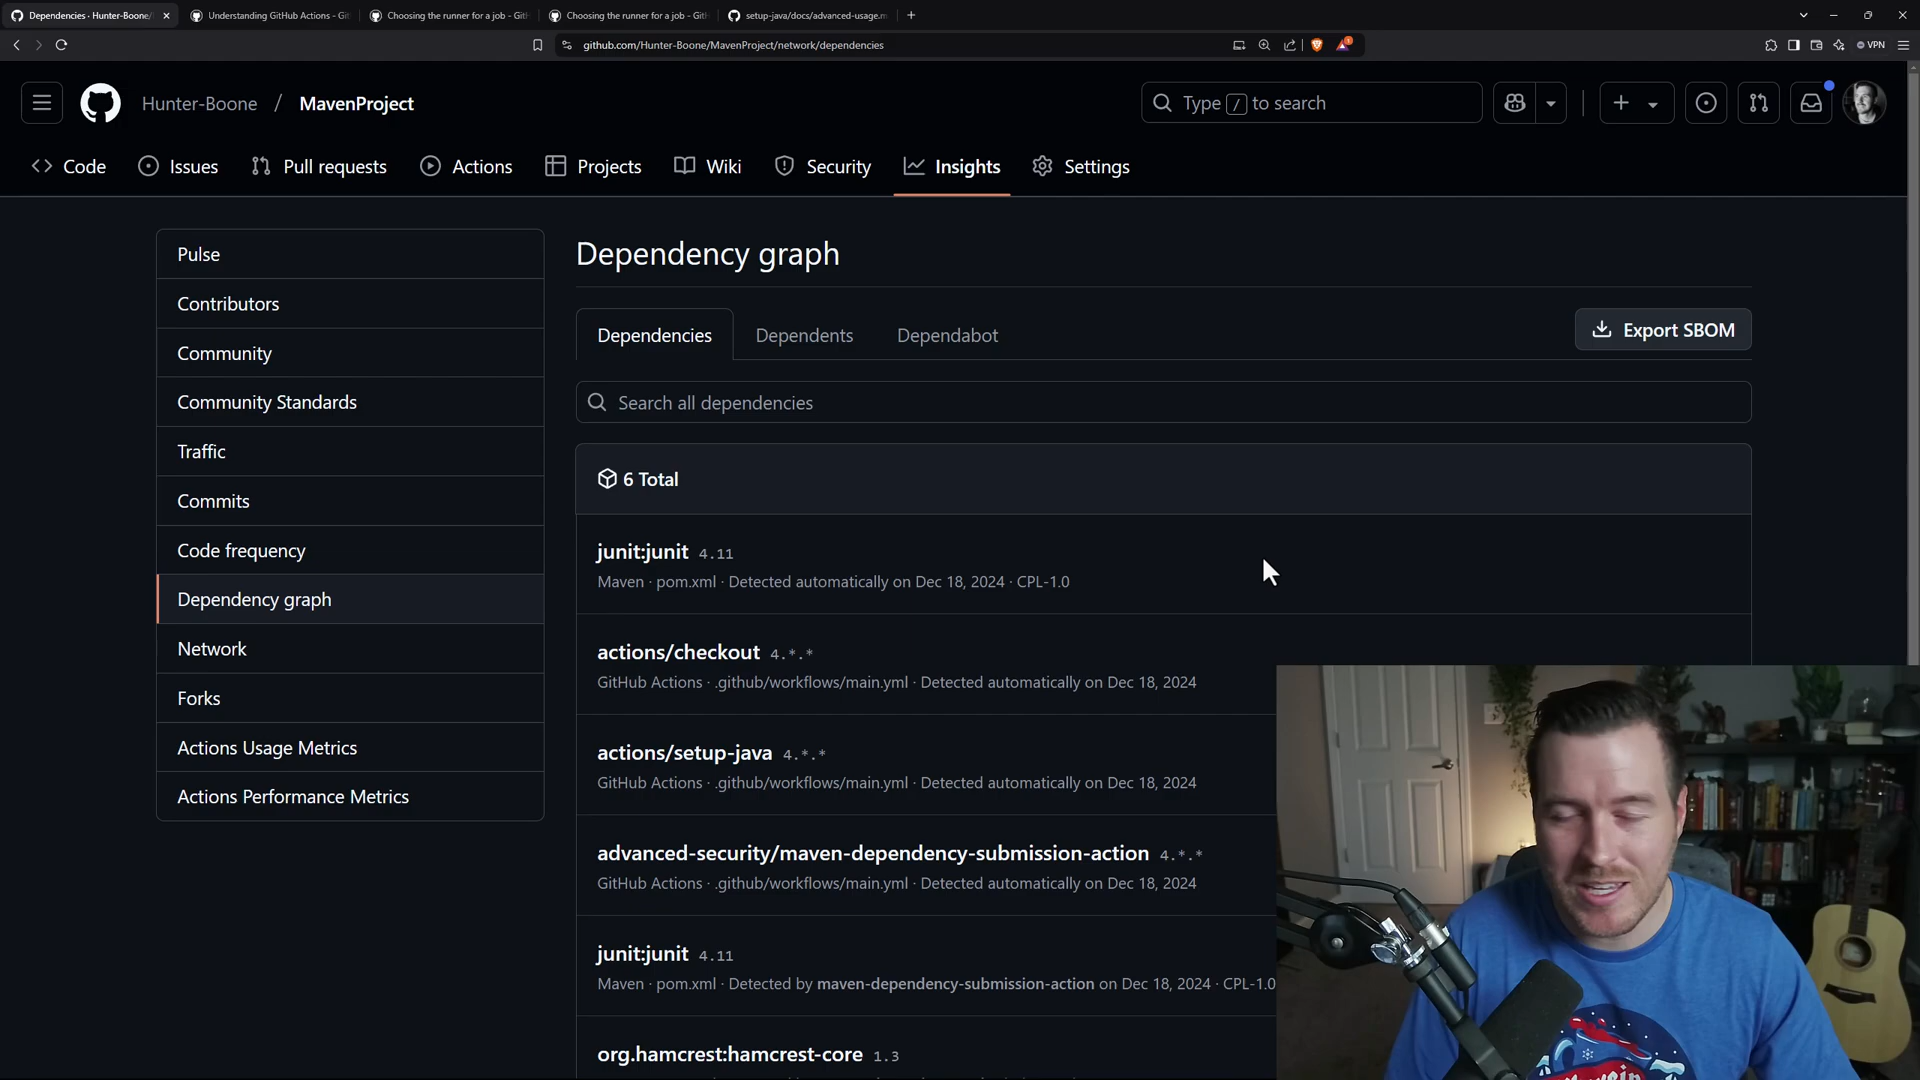 Dependencies · Hunter-Boone/
Understanding GitHub Actions - Git
Choosing the runner for a job - Gith
Choosing the runner for a job - Gith
setup-java/docs/advanced-usage.m
github.com/Hunter-Boone/MavenProject/network/dependencies
1
VPN
Hunter-Boone / MavenProject
Type / to search
Code
Issues
Pull requests
Actions
Projects
Wiki
Security
Insights
Settings
Pulse
Contributors
Community
Community Standards
Traffic
Commits
Code frequency
Dependency graph
Network
Forks
Actions Usage Metrics
Actions Performance Metrics
Dependency graph
Dependencies
Dependents
Dependabot
Export SBOM
Search all dependencies
6 Total
junit:junit 4.11
Maven · pom.xml · Detected automatically on Dec 18, 2024 · CPL-1.0
actions/checkout 4.*.*
GitHub Actions · .github/workflows/main.yml · Detected automatically on Dec 18, 2024
actions/setup-java 4.*.*
GitHub Actions · .github/workflows/main.yml · Detected automatically on Dec 18, 2024
advanced-security/maven-dependency-submission-action 4.*.*
GitHub Actions · .github/workflows/main.yml · Detected automatically on Dec 18, 2024
junit:junit 4.11
Maven · pom.xml · Detected by maven-dependency-submission-action on Dec 18, 2024 · CPL-1.0
org.hamcrest:hamcrest-core 1.3